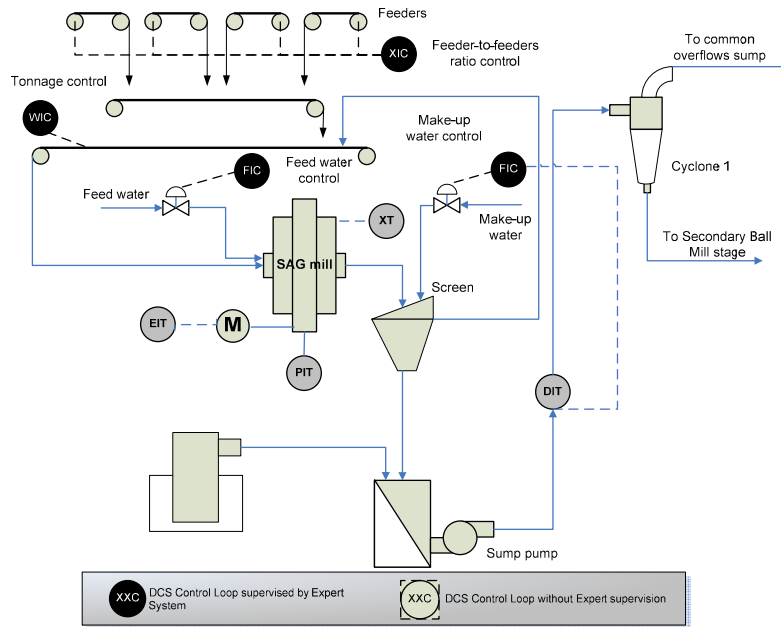 Feeders
XIC
Feeder-to-feeders
ratio control
To common
overflows sump
Tonnage control
WIC
Make-up
water control
Feed water
control
FIC
FIC
Cyclone 1
Feed water
XT
Make-up
water
To Secondary Ball
Mill stage
SAG mill
Screen
EIT
M
PIT
DIT
Sump pump
XXC
DCS Control Loop supervised by Expert
System
XXC
DCS Control Loop without Expert supervision